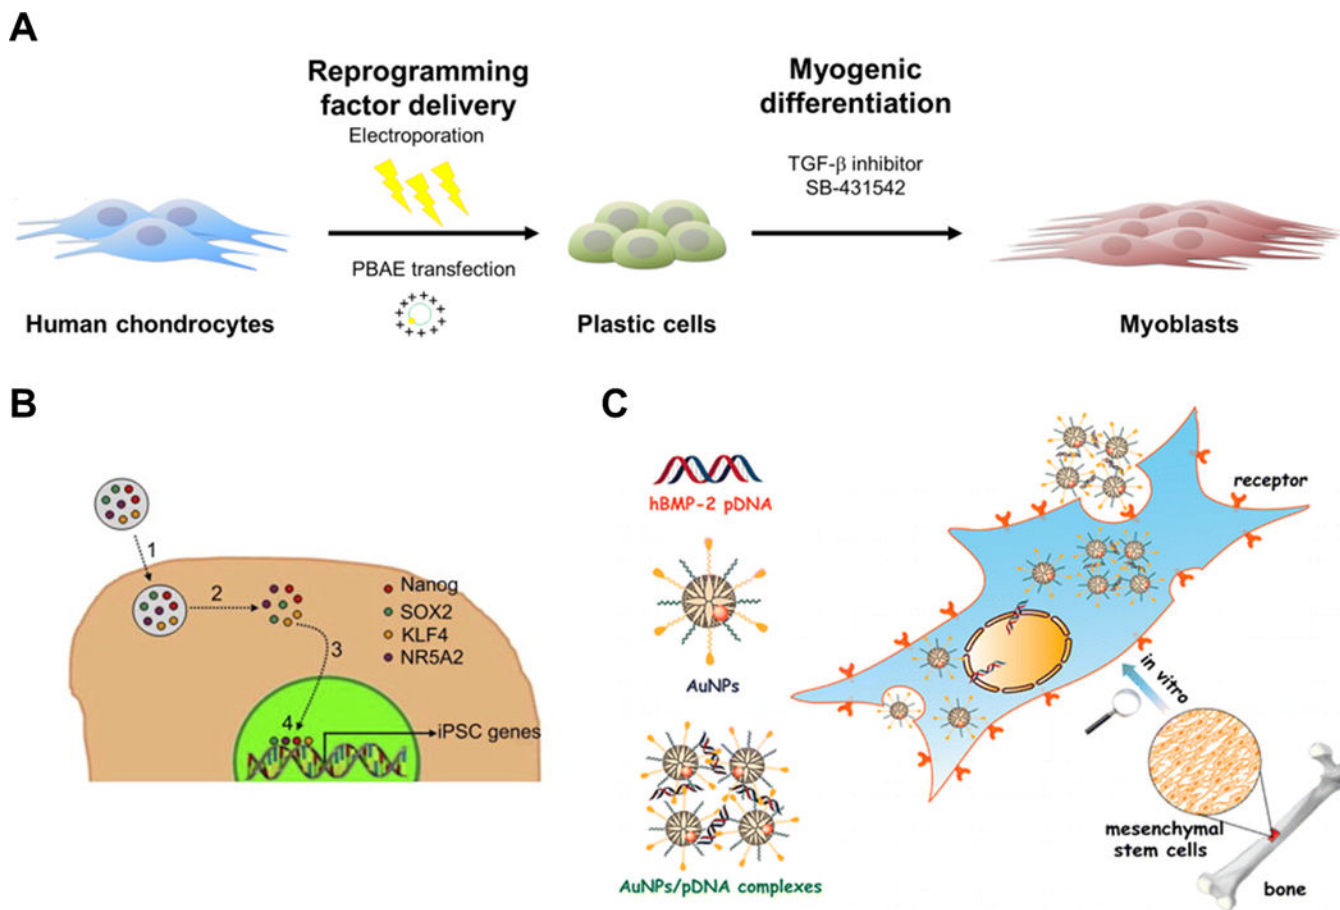 A
Reprogramming
factor delivery
Electroporation
PBAE transfection
Myogenic
differentiation
TGF-β inhibitor
SB-431542
Human chondrocytes
Plastic cells
Myoblasts
B
1
2
3
4
Nanog
SOX2
KLF4
NR5A2
iPSC genes
C
hBMP-2 pDNA
AuNPs
AuNPs/pDNA complexes
receptor
in vitro
mesenchymal
stem cells
bone